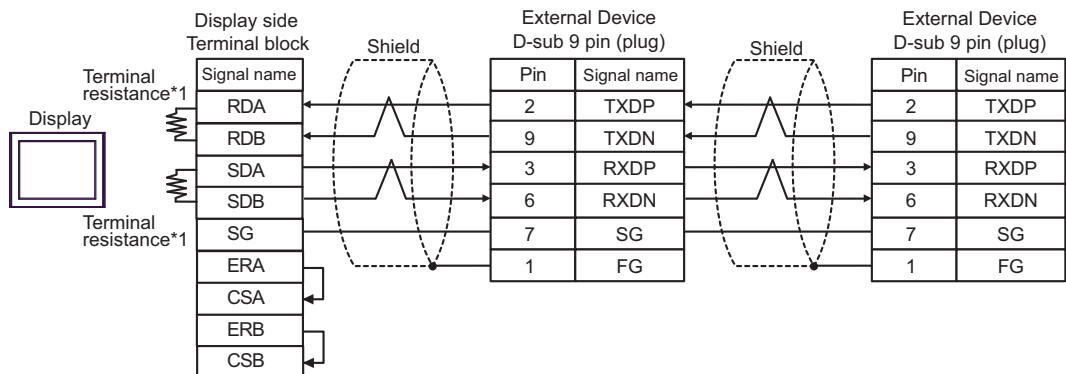 Display side
Terminal block
Shield
External Device
D-sub 9 pin (plug)
Shield
External Device
D-sub 9 pin (plug)
Terminal
resistance*1
Display
Terminal
resistance*1
Signal name
Pin Signal name
Pin Signal name
RDA 2 TXDP 2 TXDP
RDB 9 TXDN 9 TXDN
SDA 3 RXDP 3 RXDP
SDB 6 RXDN 6 RXDN
SG 7 SG 7 SG
ERA 1 FG 1 FG
CSA
ERB
CSB